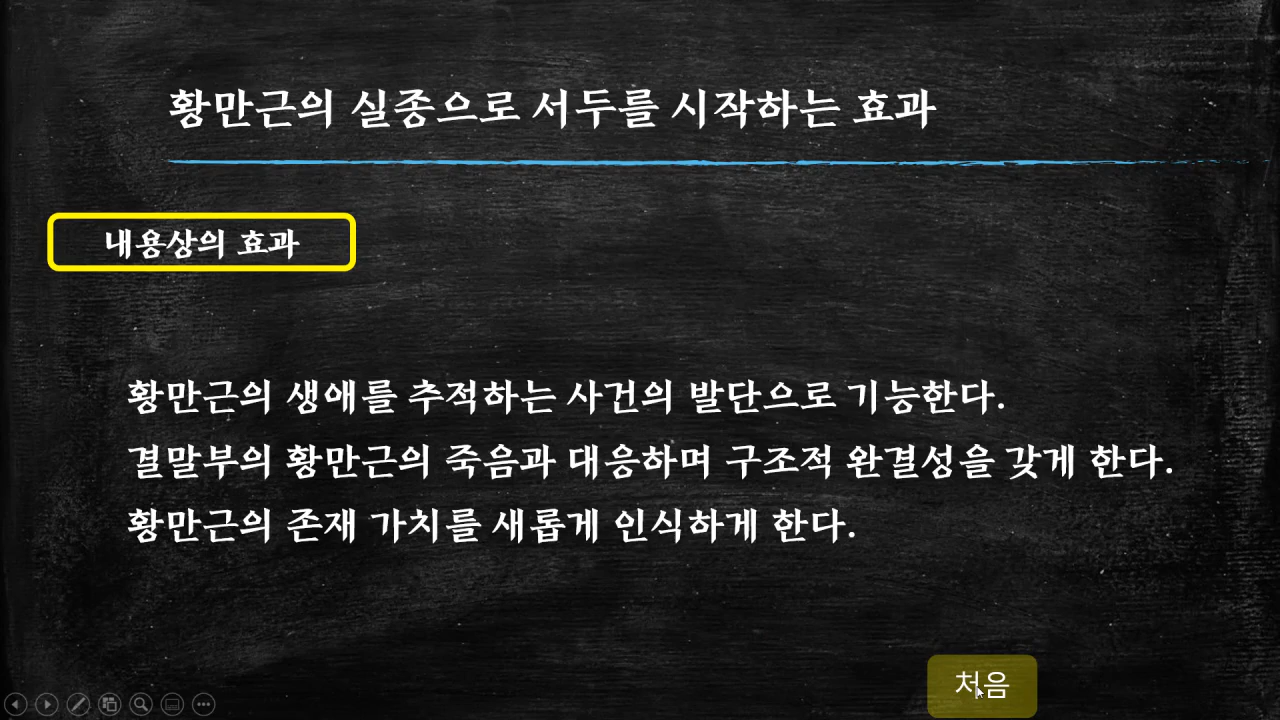 황만근의 실종으로 서두를 시작하는 효과
내용상의 효과
황만근의 생애를 추적하는 사건의 발단으로 기능한다.
결말부의 황만근의 죽음과 대응하며 구조적 완결성을 갖게 한다.
황만근의 존재 가치를 새롭게 인식하게 한다.
처음